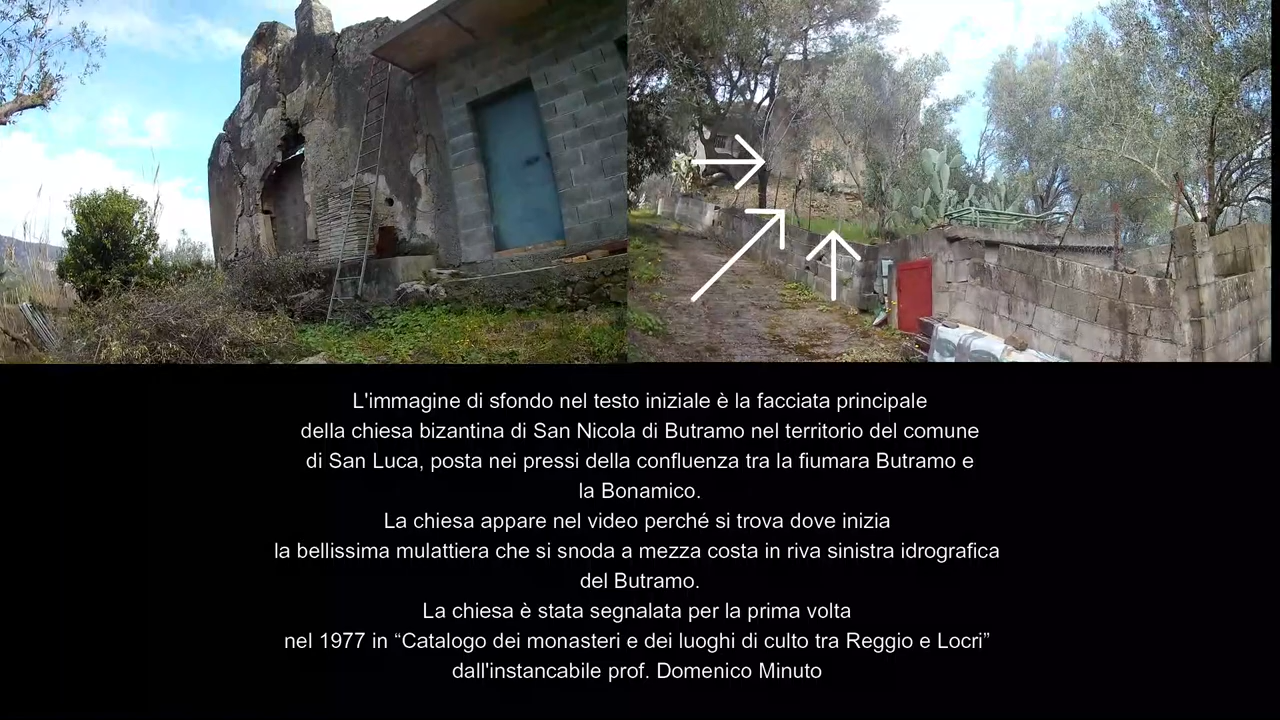 L'immagine di sfondo nel testo iniziale è la facciata principale
della chiesa bizantina di San Nicola di Butramo nel territorio del comune
di San Luca, posta nei pressi della confluenza tra la fiumara Butramo e
la Bonamico.
La chiesa appare nel video perché si trova dove inizia
la bellissima mulattiera che si snoda a mezza costa in riva sinistra idrografica
del Butramo.
La chiesa è stata segnalata per la prima volta
nel 1977 in “Catalogo dei monasteri e dei luoghi di culto tra Reggio e Locri”
dall'instancabile prof. Domenico Minuto